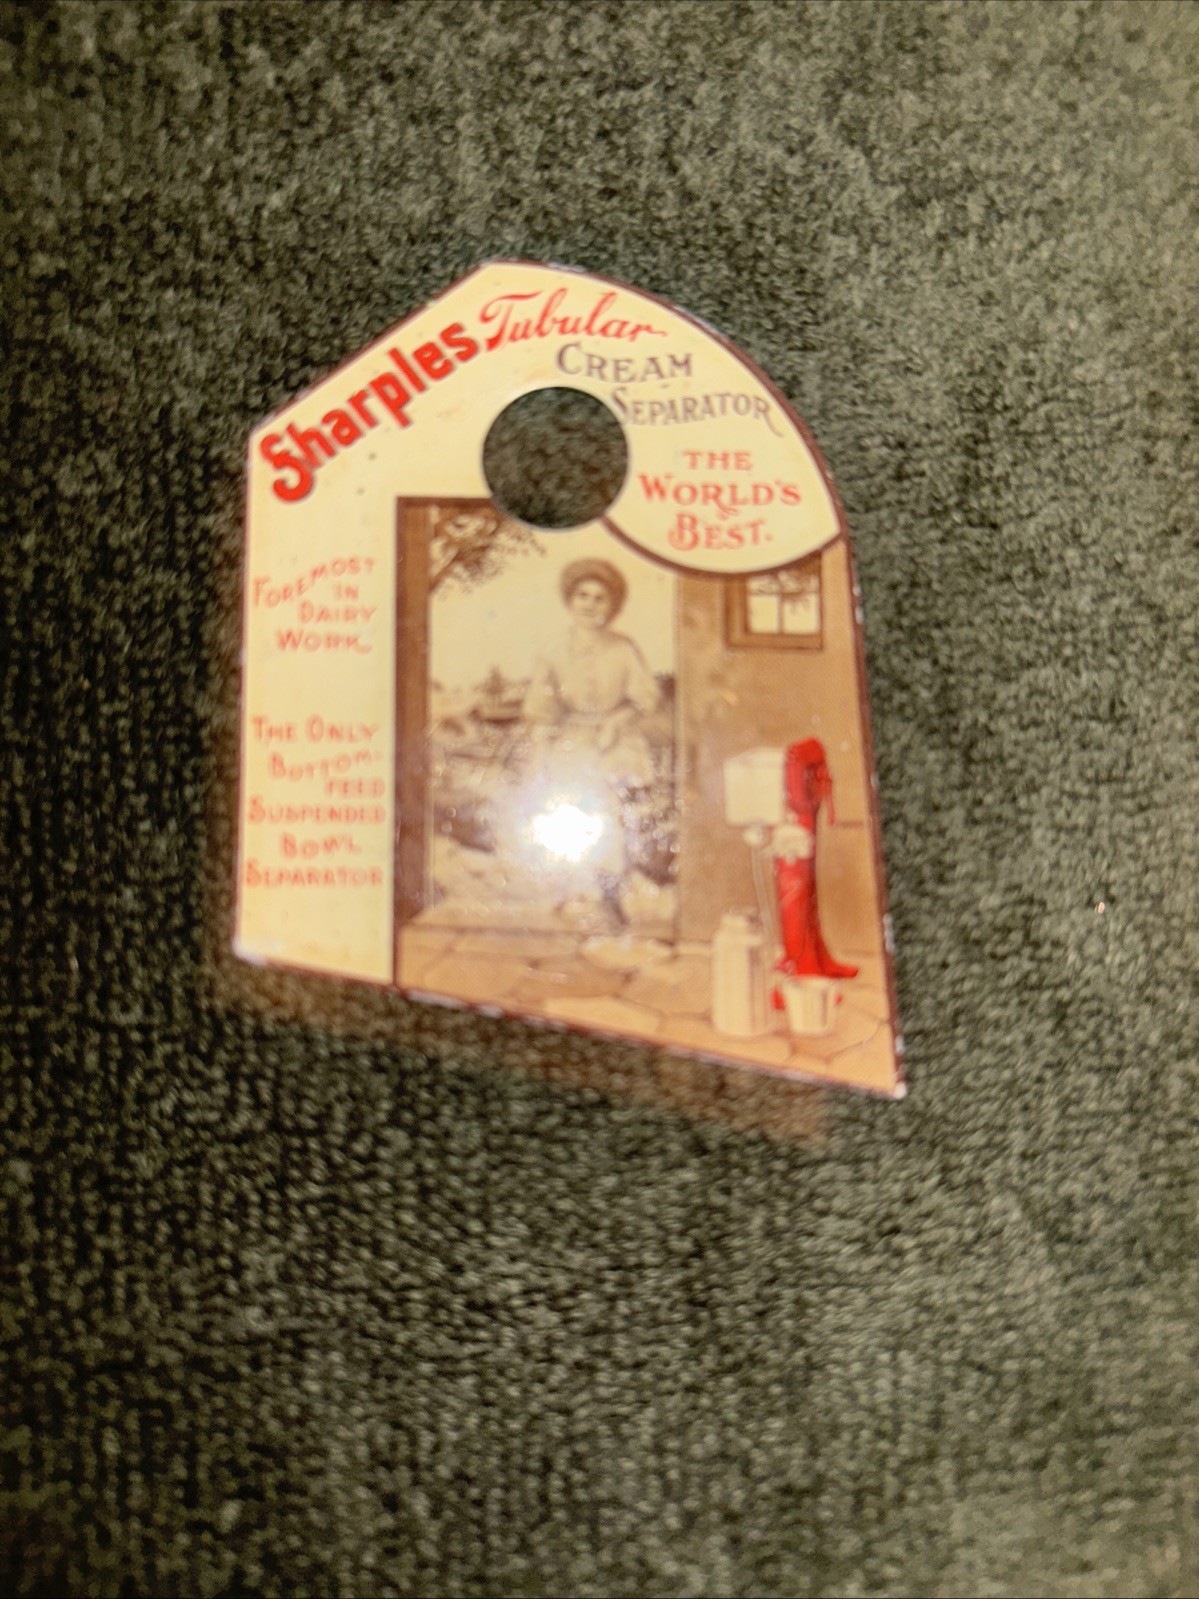 Sharples Tubular
CREAM
SEPARATOR
THE
WORLD'S
BEST.
FOREMOST
IN
DAIRY
WORK
THE ONLY
BOTTOM-
FEED
SUSPENDED
BOWL
SEPARATOR